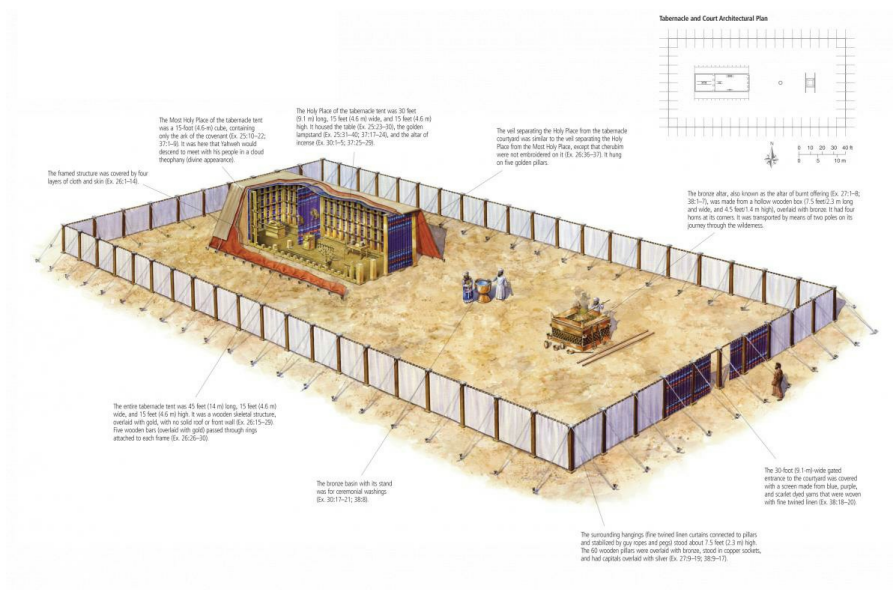 Tabernacle and Court Architectural Plan
N
0 10 20 30 40 ft
0 5 10 m
The Holy Place of the tabernacle tent was 30 feet
(9.1 m) long, 15 feet (4.6 m) wide, and 15 feet (4.6 m)
high. It housed the table (Ex. 25:23–30), the golden
lampstand (Ex. 25:31–40; 37:17–24), and the altar of
incense (Ex. 30:1–5; 37:25–29).
The Most Holy Place of the tabernacle tent
was a 15-foot (4.6-m) cube, containing
only the ark of the covenant (Ex. 25:10–22;
37:1–9). It was here that Yahweh would
descend to meet with his people in a cloud
theophany (divine appearance).
The veil separating the Holy Place from the tabernacle
courtyard was similar to the veil separating the Holy
Place from the Most Holy Place, except that cherubim
were not embroidered on it (Ex. 26:36–37). It hung
on five golden pillars.
The framed structure was covered by four
layers of cloth and skin (Ex. 26:1–14).
The bronze altar, also known as the altar of burnt offering (Ex. 27:1–8;
38:1–7), was made from a hollow wooden box (7.5 feet/2.3 m long
and wide, and 4.5 feet/1.4 m high), overlaid with bronze. It had four
horns at its corners. It was transported by means of two poles on its
journey through the wilderness.
The entire tabernacle tent was 45 feet (14 m) long, 15 feet (4.6 m)
wide, and 15 feet (4.6 m) high. It was a wooden skeletal structure,
overlaid with gold, with no solid roof or front wall (Ex. 26:15–29).
Five wooden bars (overlaid with gold) passed through rings
attached to each frame (Ex. 26:26–30).
The bronze basin with its stand
was for ceremonial washings
(Ex. 30:17–21; 38:8).
The 30-foot (9.1-m)-wide gated
entrance to the courtyard was covered
with a screen made from blue, purple,
and scarlet dyed yarns that were woven
with fine twined linen (Ex. 38:18–20).
The surrounding hangings (fine twined linen curtains connected to pillars
and stabilized by guy ropes and pegs) stood about 7.5 feet (2.3 m) high.
The 60 wooden pillars were overlaid with bronze, stood in copper sockets,
and had capitals overlaid with silver (Ex. 27:9–19; 38:9–17).